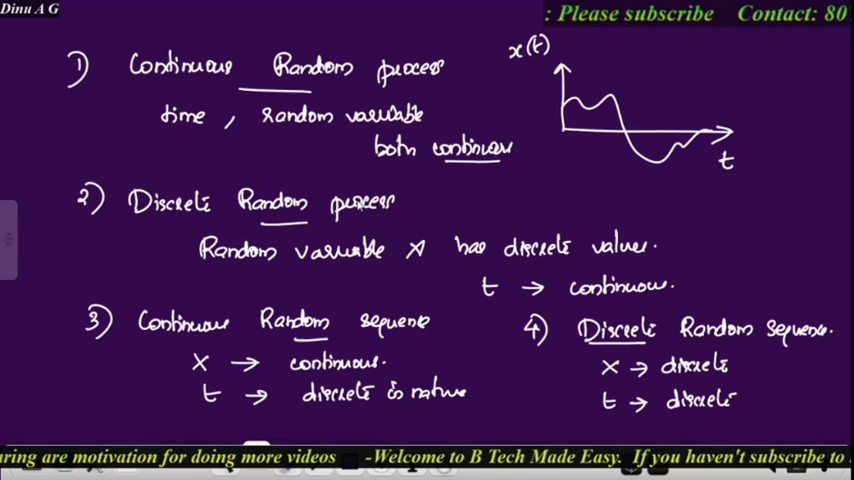 Dinu A G
: Please subscribe Contact: 80
1) Continuous Random process
time, random variable
both continuous
x(t)
t
2) Discrete Random process
Random variable X has discrete values.
t → continuous.
3) Continuous Random sequence
X → continuous.
t → discrete in nature
4) Discrete Random sequence.
X → discrete
t → discrete
aring are motivation for doing more videos -Welcome to B Tech Made Easy. If you haven't subscribe to